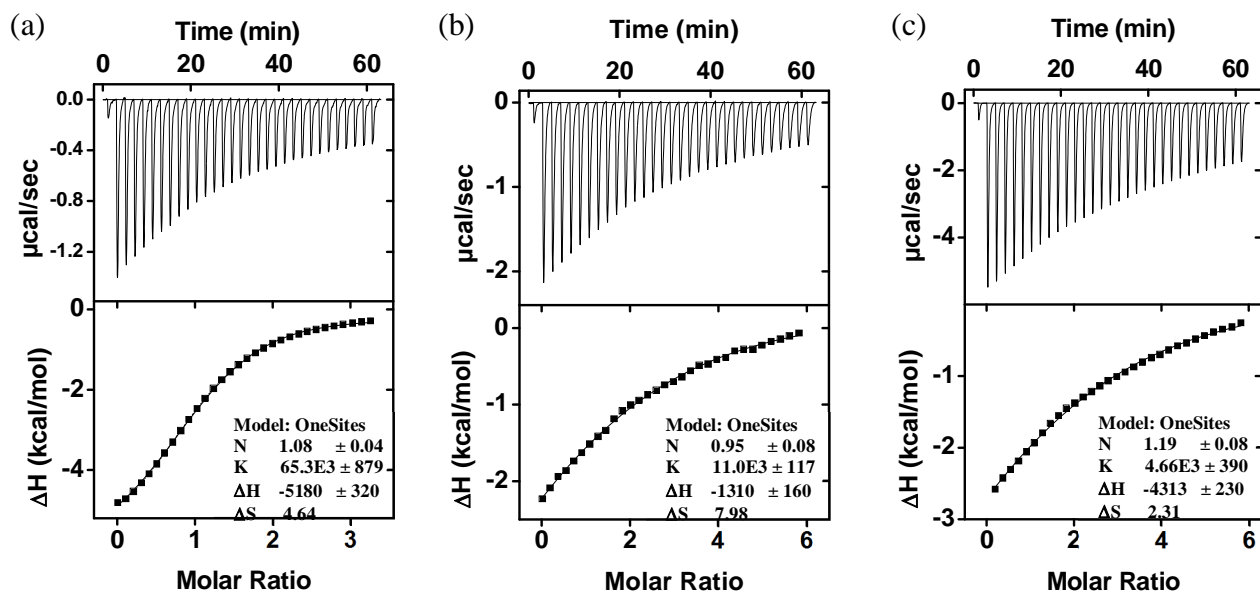 (a)
Time (min)
0 20 40 60
0.0
-0.4
-0.8
-1.2
µcal/sec
0
-2
-4
ΔH (kcal/mol)
Model: OneSites
N 1.08 ± 0.04
K 65.3E3 ± 879
ΔH -5180 ± 320
ΔS 4.64
0 1 2 3
Molar Ratio
(b)
Time (min)
0 20 40 60
0
-1
-2
µcal/sec
0
-1
-2
ΔH (kcal/mol)
Model: OneSites
N 0.95 ± 0.08
K 11.0E3 ± 117
ΔH -1310 ± 160
ΔS 7.98
0 2 4 6
Molar Ratio
(c)
Time (min)
0 20 40 60
0
-2
-4
µcal/sec
-1
-2
-3
ΔH (kcal/mol)
Model: OneSites
N 1.19 ± 0.08
K 4.66E3 ± 390
ΔH -4313 ± 230
ΔS 2.31
0 2 4 6
Molar Ratio